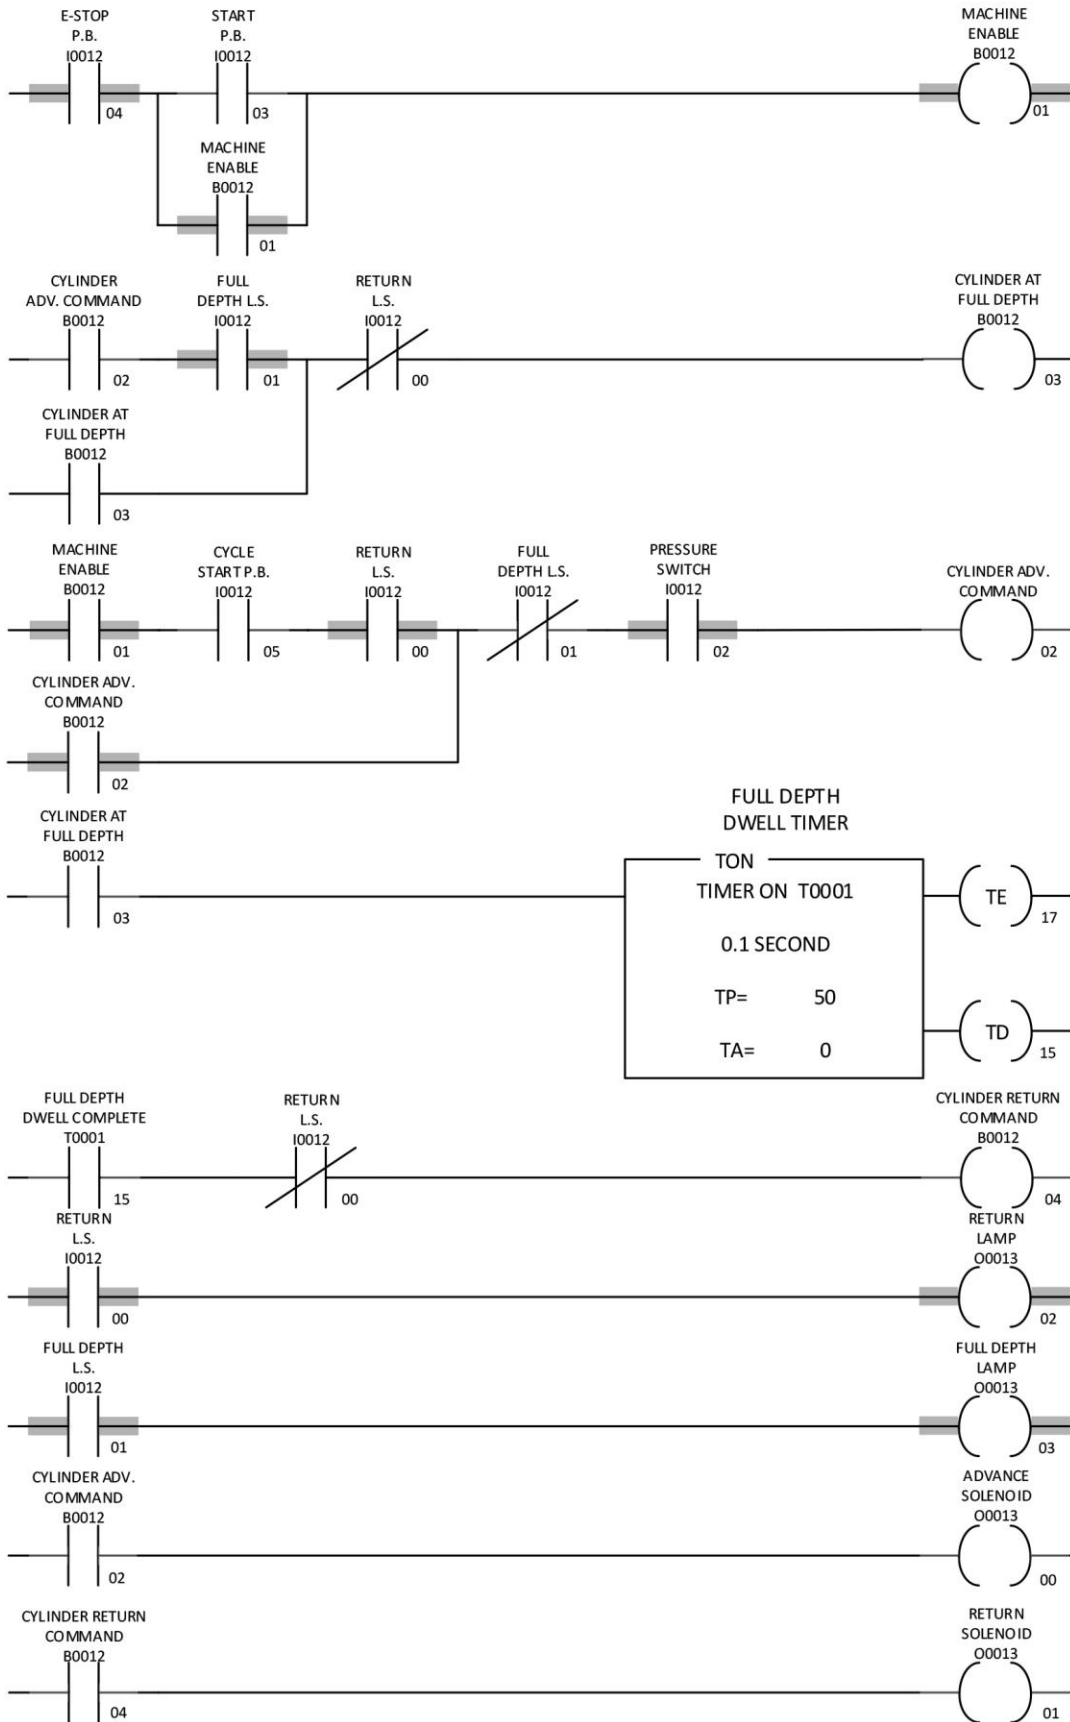 E-STOP
P.B.
I0012
04
START
P.B.
I0012
03
MACHINE
ENABLE
B0012
01
MACHINE
ENABLE
B0012
01
CYLINDER
ADV. COMMAND
B0012
02
FULL
DEPTH L.S.
I0012
01
RETURN
L.S.
I0012
00
CYLINDER AT
FULL DEPTH
B0012
03
CYLINDER AT
FULL DEPTH
B0012
03
MACHINE
ENABLE
B0012
01
CYCLE
START P.B.
I0012
05
RETURN
L.S.
I0012
00
FULL
DEPTH L.S.
I0012
01
PRESSURE
SWITCH
I0012
02
CYLINDER ADV.
COMMAND
02
CYLINDER ADV.
COMMAND
B0012
02
CYLINDER AT
FULL DEPTH
B0012
03
FULL DEPTH
DWELL TIMER
TON
TIMER ON T0001
0.1 SECOND
TP= 50
TA= 0
TE
17
TD
15
FULL DEPTH
DWELL COMPLETE
T0001
15
RETURN
L.S.
I0012
00
CYLINDER RETURN
COMMAND
B0012
04
RETURN
L.S.
I0012
00
RETURN
LAMP
O0013
02
FULL DEPTH
L.S.
I0012
01
FULL DEPTH
LAMP
O0013
03
CYLINDER ADV.
COMMAND
B0012
02
ADVANCE
SOLENOID
O0013
00
CYLINDER RETURN
COMMAND
B0012
04
RETURN
SOLENOID
O0013
01